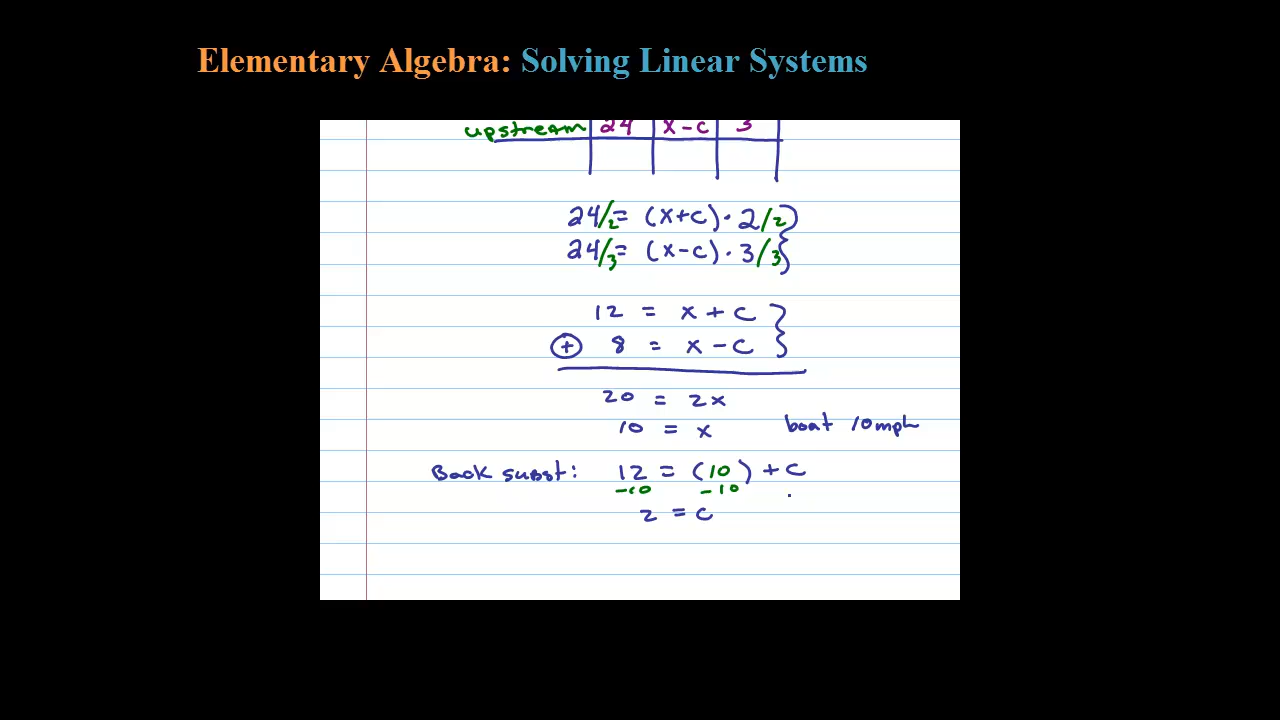 Elementary Algebra: Solving Linear Systems
upstream 24 x-c 3
24/2 = (x+c)·2/2
24/3 = (x-c)·3/3
12 = x + c
+ 8 = x - c
20 = 2x
10 = x boat 10mph
Back subst: 12 = (10) + c
-10 -10
2 = c